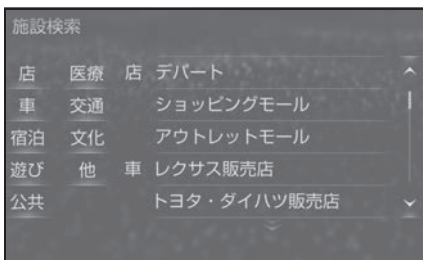 施設検索
店 医療 店 デパート
車 交通 ショッピングモール
宿泊 文化 アウトレットモール
遊び 他 車 レクサス販売店
公共 トヨタ・ダイハツ販売店